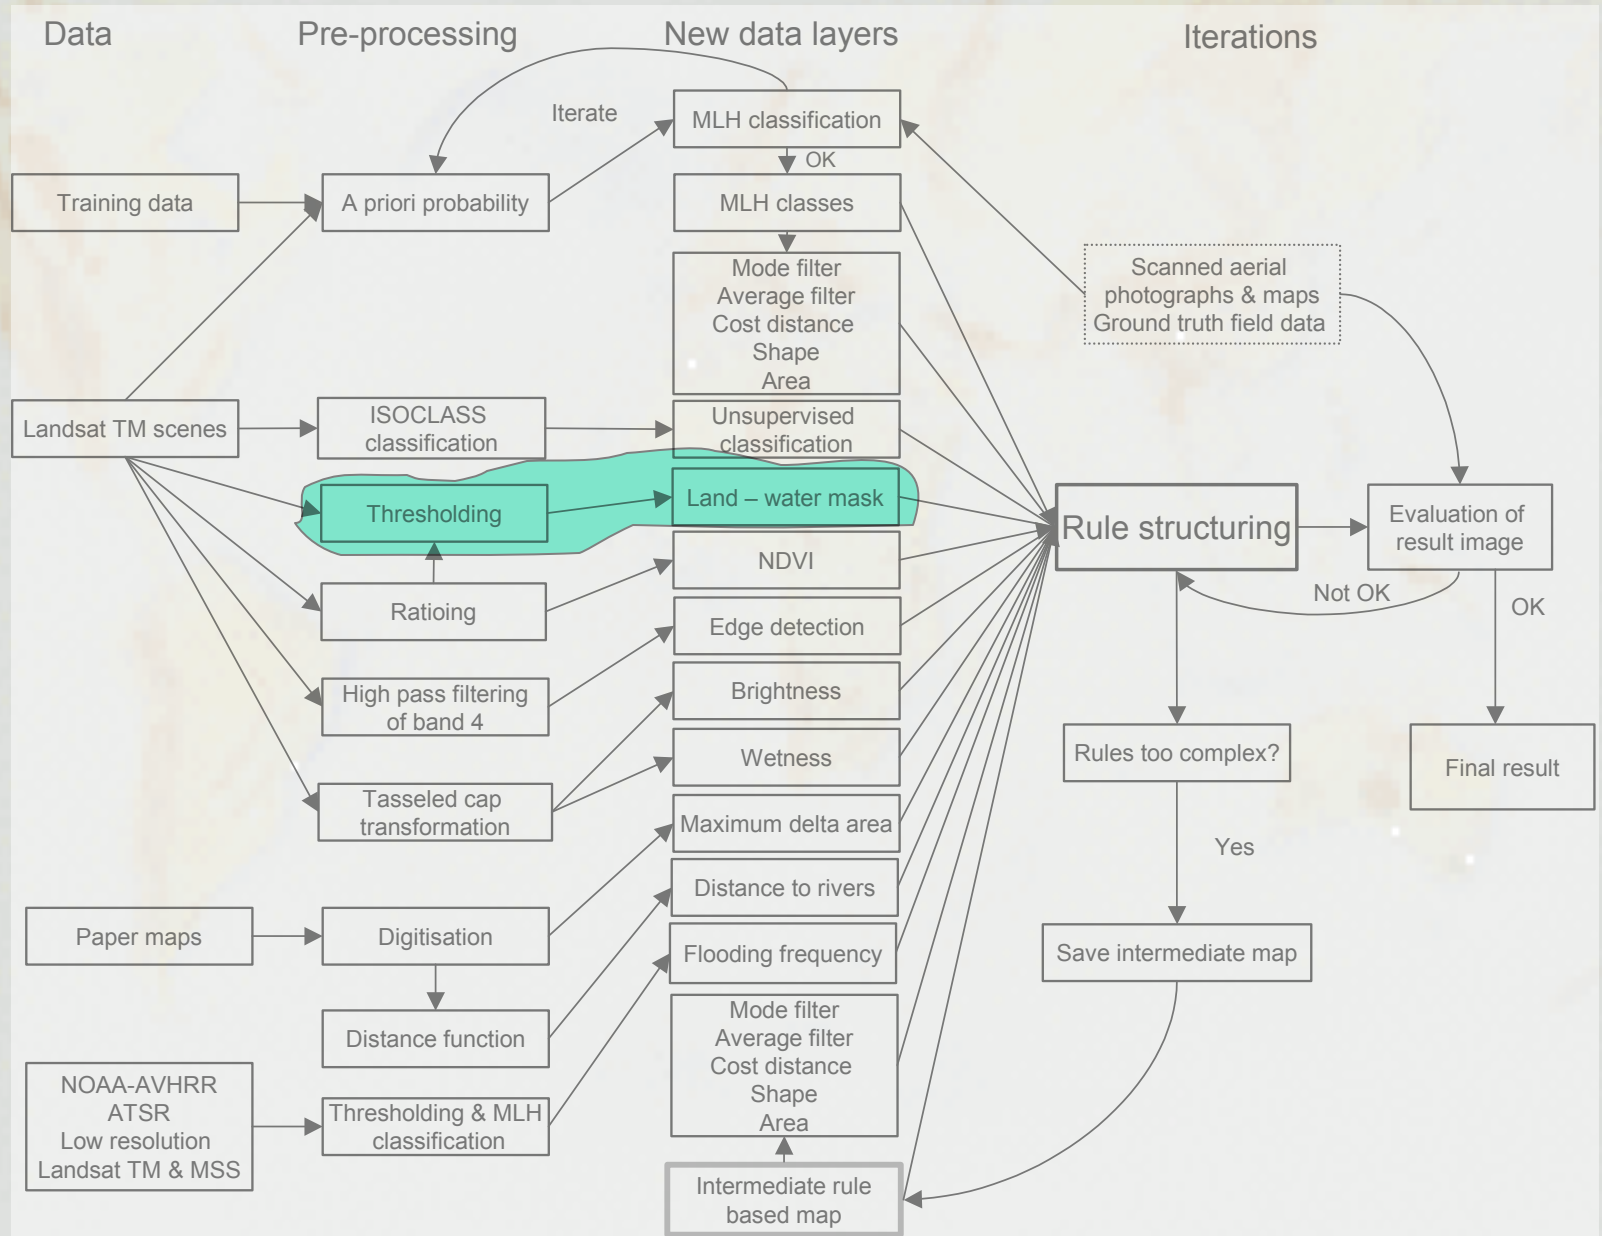 Data
Pre-processing
New data layers
Iterations
Iterate
MLH classification
OK
Training data
A priori probability
MLH classes
Mode filter
Average filter
Cost distance
Shape
Area
Scanned aerial
photographs & maps
Ground truth field data
Landsat TM scenes
ISOCLASS
classification
Unsupervised
classification
Thresholding
Land – water mask
Rule structuring
Evaluation of
result image
NDVI
Not OK
OK
Ratioing
Edge detection
High pass filtering
of band 4
Brightness
Wetness
Rules too complex?
Final result
Tasseled cap
transformation
Maximum delta area
Yes
Distance to rivers
Paper maps
Digitisation
Flooding frequency
Save intermediate map
Distance function
Mode filter
Average filter
Cost distance
Shape
Area
NOAA-AVHRR
ATSR
Low resolution
Landsat TM & MSS
Thresholding & MLH
classification
Intermediate rule
based map